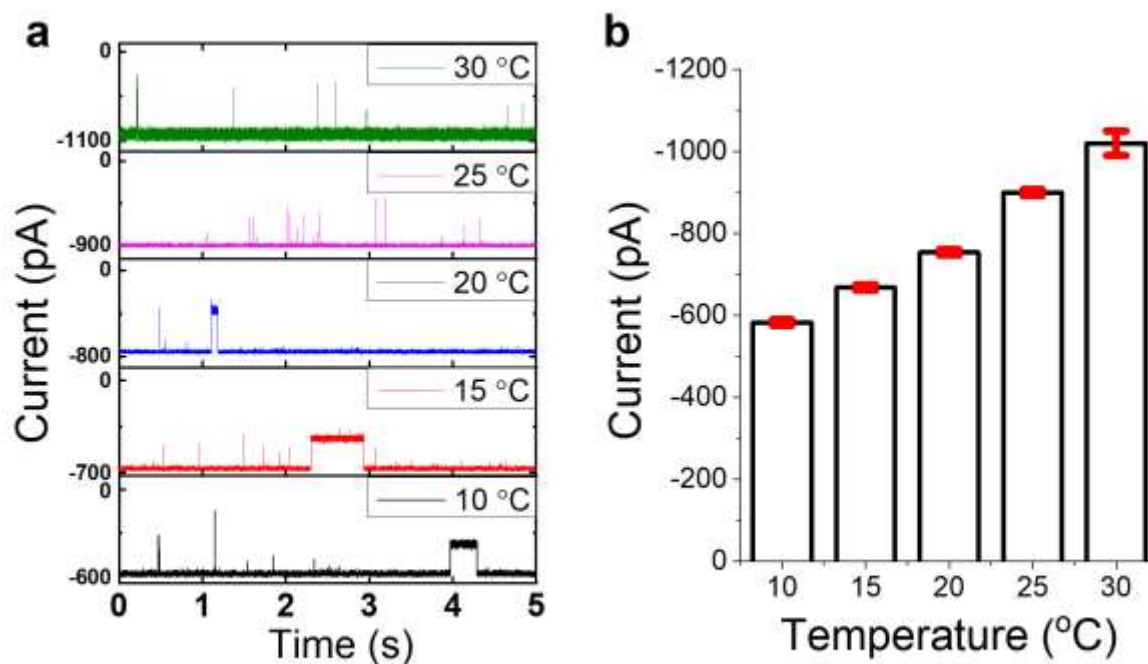 a
Current (pA)
0
30 °C
-1100
0
25 °C
-900
0
20 °C
-800
0
15 °C
-700
0
10 °C
-600
0 1 2 3 4 5
Time (s)
b
Current (pA)
-1200
-1000
-800
-600
-400
-200
0
10 15 20 25 30
Temperature (°C)